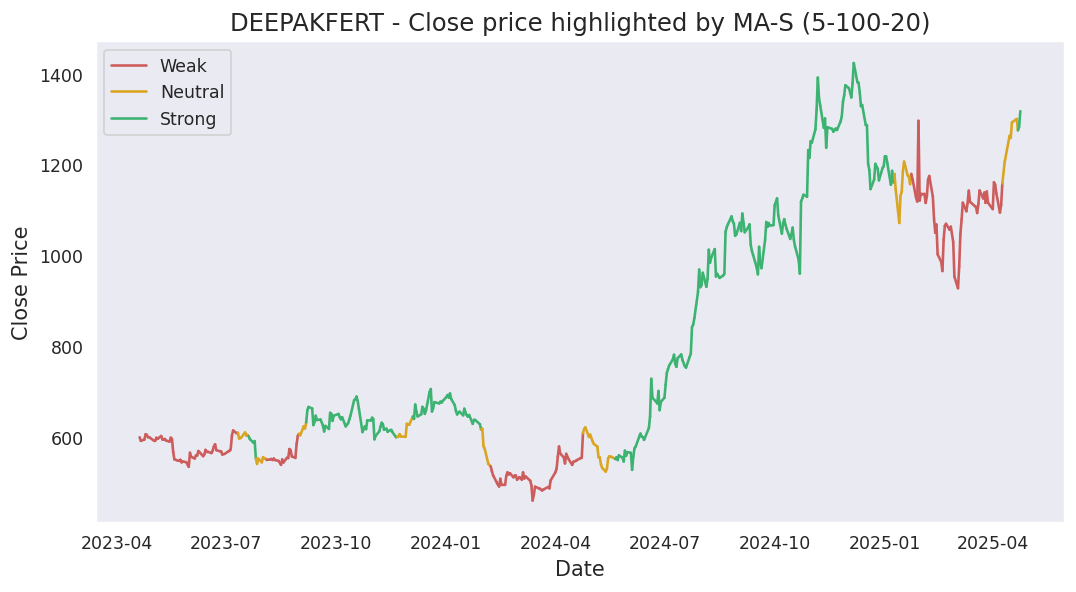 DEEPAKFERT - Close price highlighted by MA-S (5-100-20)
Weak
Neutral
Strong
Close Price
1400
1200
1000
800
600
2023-04 2023-07 2023-10 2024-01 2024-04 2024-07 2024-10 2025-01 2025-04
Date